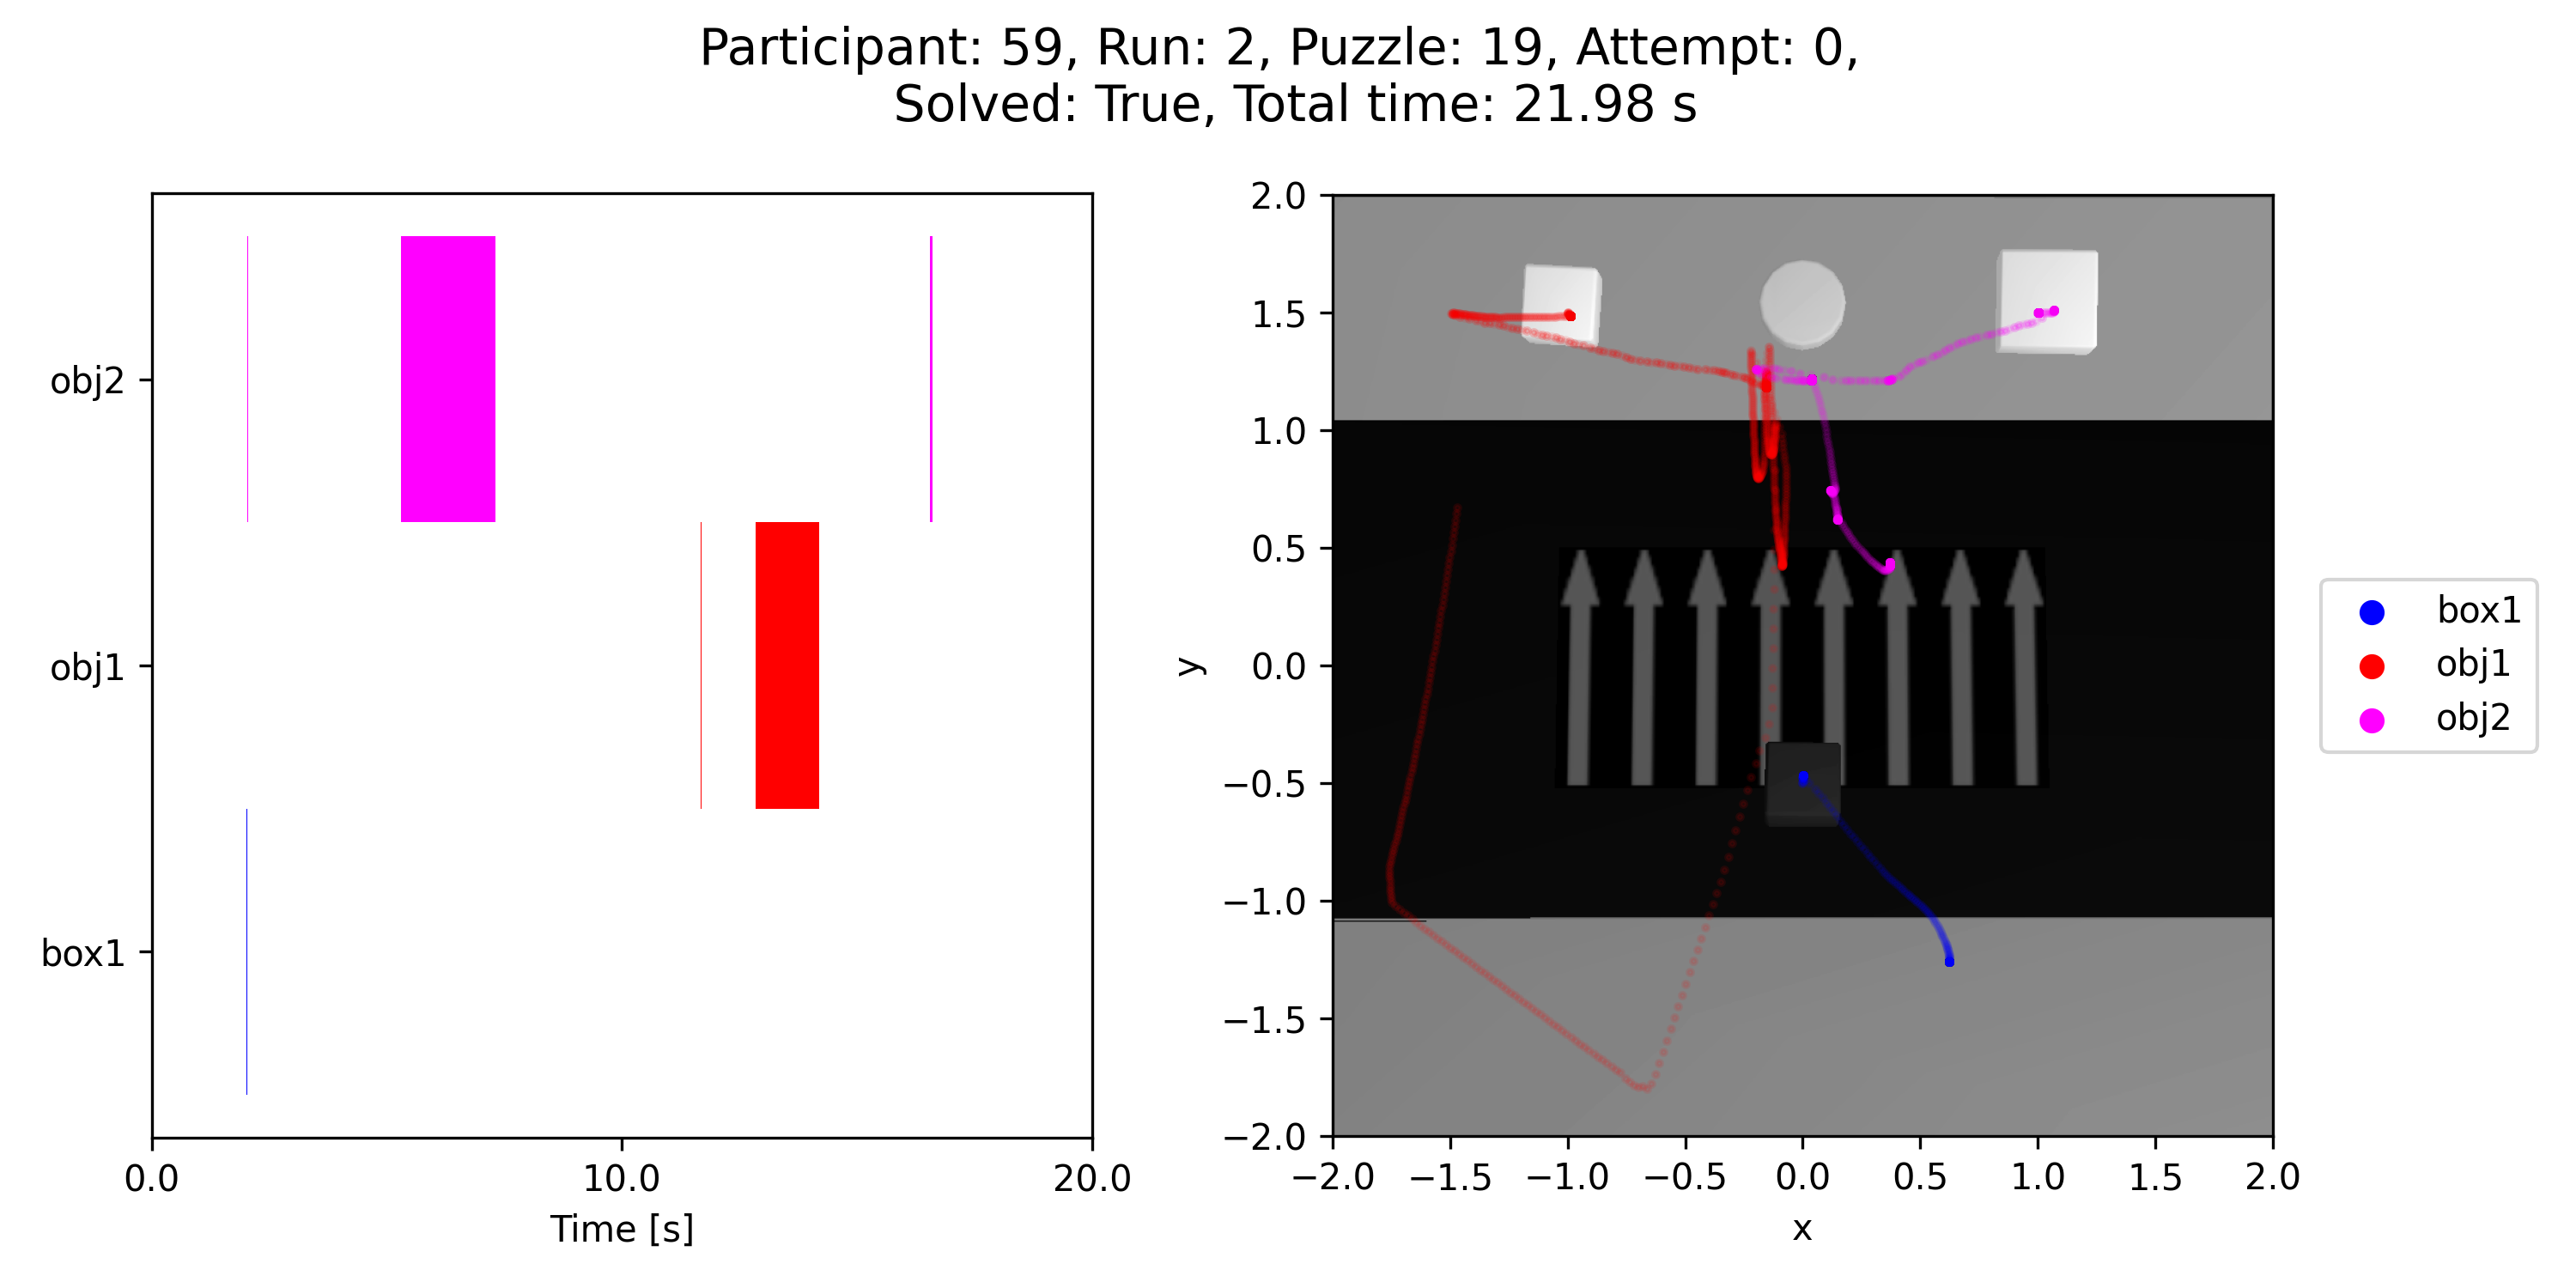 Participant: 59, Run: 2, Puzzle: 19, Attempt: 0,
Solved: True, Total time: 21.98 s
obj2
obj1
box1
0.0 10.0 20.0
Time [s]
2.0
1.5
1.0
0.5
0.0
−0.5
−1.0
−1.5
−2.0
y
−2.0 −1.5 −1.0 −0.5 0.0 0.5 1.0 1.5 2.0
x
box1
obj1
obj2